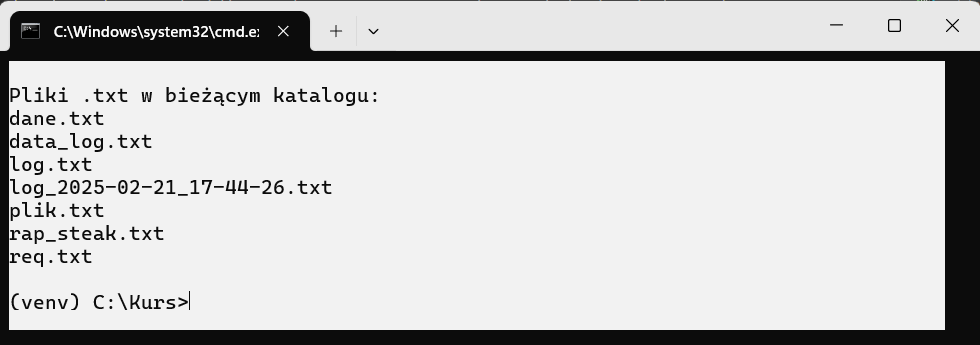 C:\Windows\system32\cmd.e
Pliki .txt w bieżącym katalogu:
dane.txt
data_log.txt
log.txt
log_2025-02-21_17-44-26.txt
plik.txt
rap_steak.txt
req.txt
(venv) C:\Kurs>